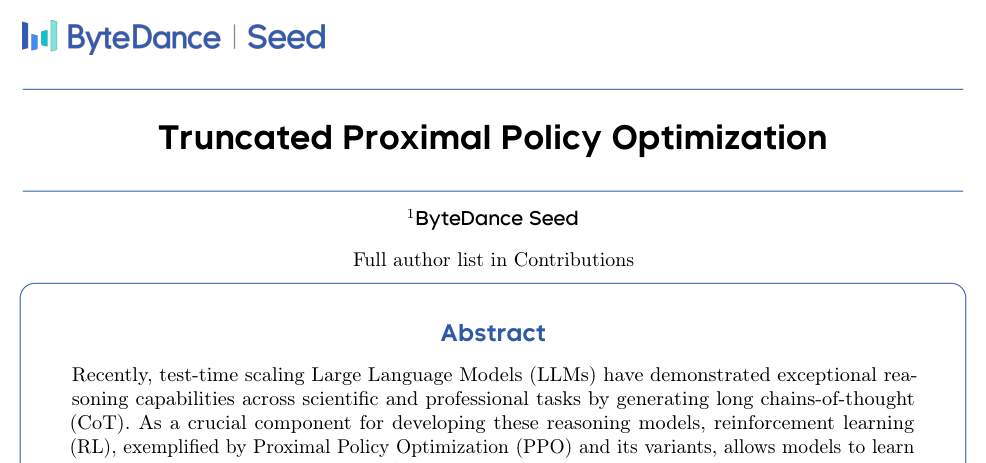 ByteDance | Seed
Truncated Proximal Policy Optimization
¹ByteDance Seed
Full author list in Contributions
Abstract
Recently, test-time scaling Large Language Models (LLMs) have demonstrated exceptional rea-
soning capabilities across scientific and professional tasks by generating long chains-of-thought
(CoT). As a crucial component for developing these reasoning models, reinforcement learning
(RL), exemplified by Proximal Policy Optimization (PPO) and its variants, allows models to learn